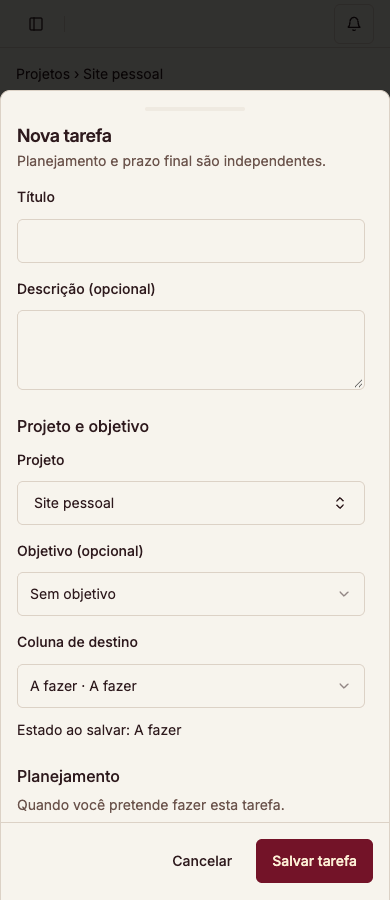 Projetos › Site pessoal
Nova tarefa
Planejamento e prazo final são independentes.
Título
Descrição (opcional)
Projeto e objetivo
Projeto
Site pessoal
Objetivo (opcional)
Sem objetivo
Coluna de destino
A fazer · A fazer
Estado ao salvar: A fazer
Planejamento
Quando você pretende fazer esta tarefa.
Cancelar
Salvar tarefa